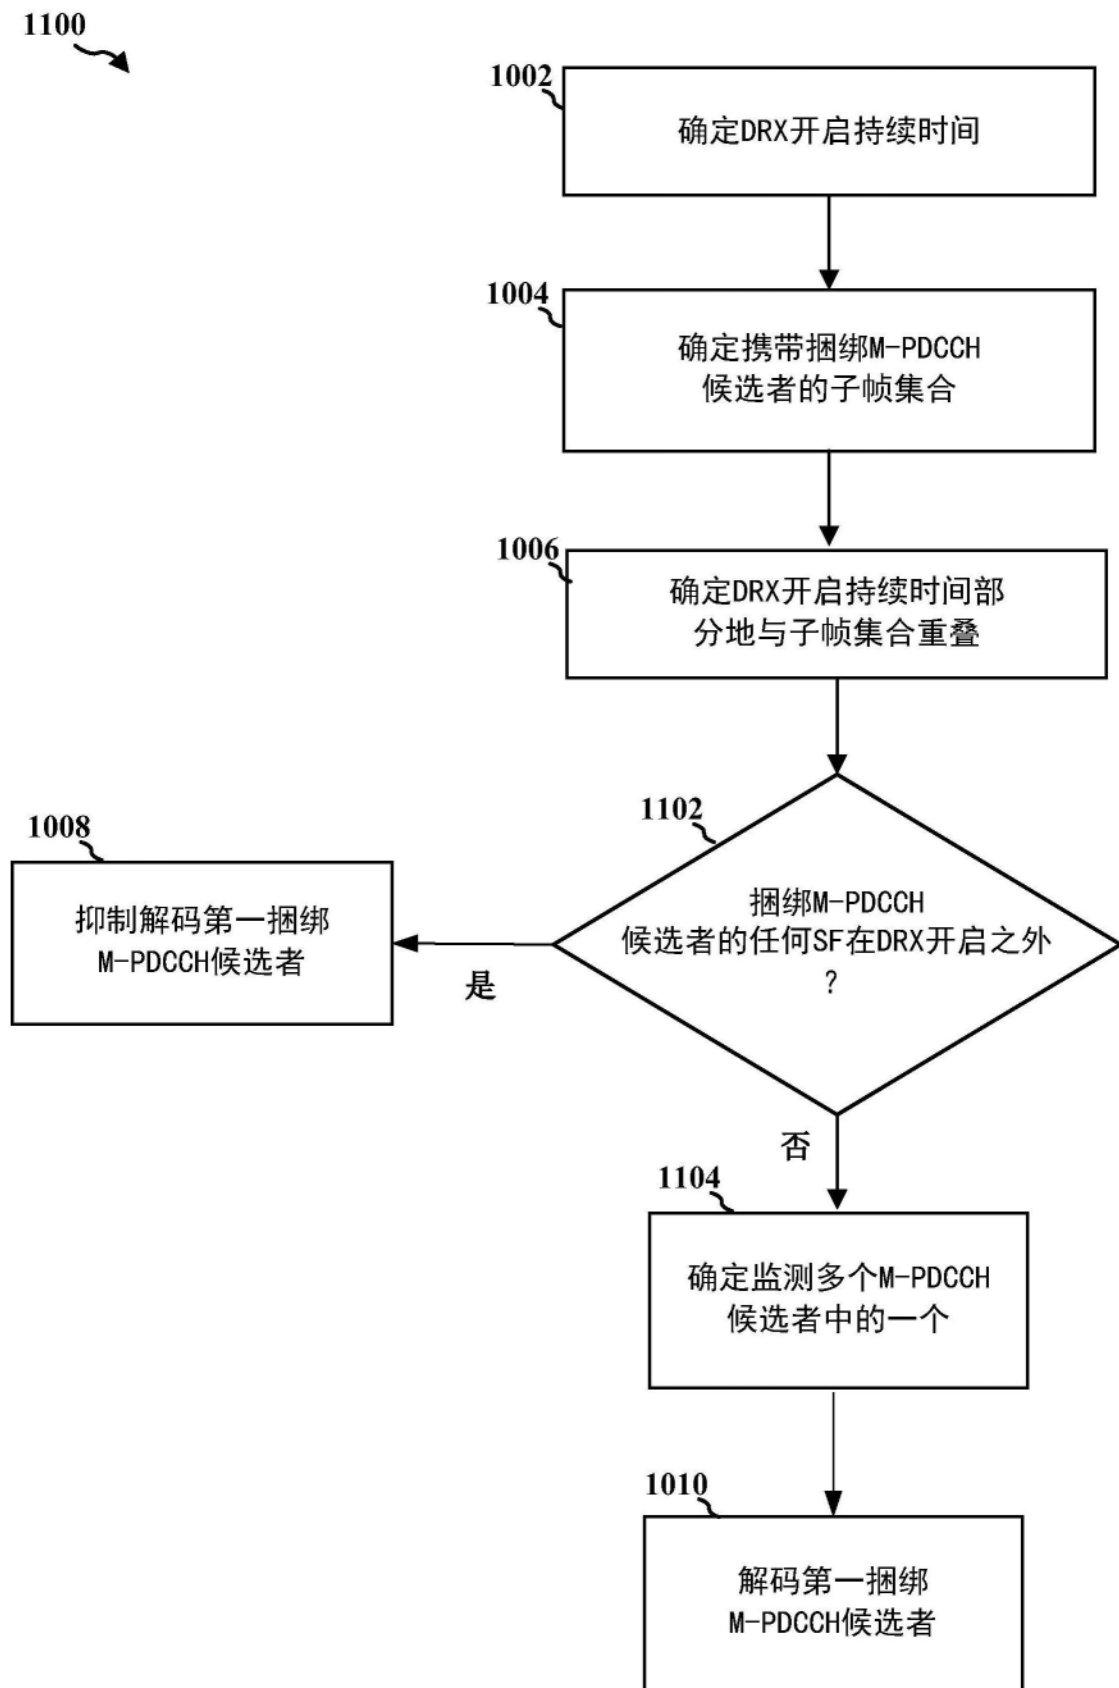 1100
1002
确定DRX开启持续时间
1004
确定携带捆绑M-PDCCH
候选者的子帧集合
1006
确定DRX开启持续时间部
分地与子帧集合重叠
1102
捆绑M-PDCCH
候选者的任何SF在DRX开启之外
?
1008
抑制解码第一捆绑
M-PDCCH候选者
是
否
1104
确定监测多个M-PDCCH
候选者中的一个
1010
解码第一捆绑
M-PDCCH候选者